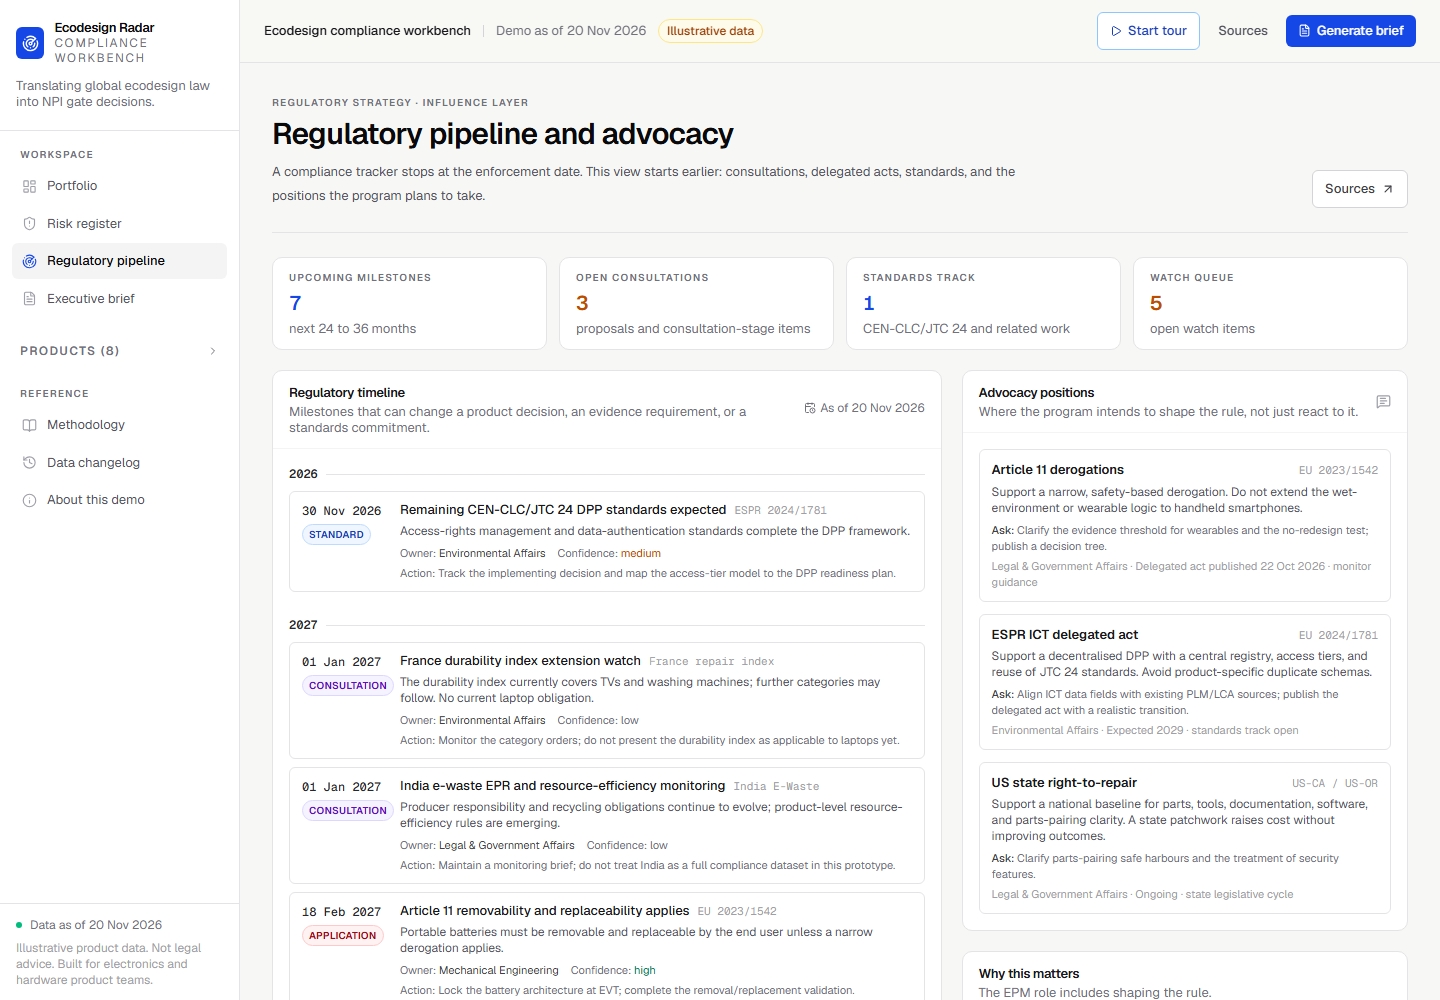 Ecodesign Radar
COMPLIANCE
WORKBENCH
Translating global ecodesign law
into NPI gate decisions.
WORKSPACE
Portfolio
Risk register
Regulatory pipeline
Executive brief
PRODUCTS (8)
REFERENCE
Methodology
Data changelog
About this demo
Data as of 20 Nov 2026
Illustrative product data. Not legal
advice. Built for electronics and
hardware product teams.
Ecodesign compliance workbench
Demo as of 20 Nov 2026
Illustrative data
Start tour
Sources
Generate brief
REGULATORY STRATEGY · INFLUENCE LAYER
Regulatory pipeline and advocacy
A compliance tracker stops at the enforcement date. This view starts earlier: consultations, delegated acts, standards, and the
positions the program plans to take.
Sources
UPCOMING MILESTONES
7
next 24 to 36 months
OPEN CONSULTATIONS
3
proposals and consultation-stage items
STANDARDS TRACK
1
CEN-CLC/JTC 24 and related work
WATCH QUEUE
5
open watch items
Regulatory timeline
Milestones that can change a product decision, an evidence requirement, or a
standards commitment.
As of 20 Nov 2026
2026
30 Nov 2026
STANDARD
Remaining CEN-CLC/JTC 24 DPP standards expected ESPR 2024/1781
Access-rights management and data-authentication standards complete the DPP framework.
Owner: Environmental Affairs Confidence: medium
Action: Track the implementing decision and map the access-tier model to the DPP readiness plan.
2027
01 Jan 2027
CONSULTATION
France durability index extension watch France repair index
The durability index currently covers TVs and washing machines; further categories may
follow. No current laptop obligation.
Owner: Environmental Affairs Confidence: low
Action: Monitor the category orders; do not present the durability index as applicable to laptops yet.
01 Jan 2027
CONSULTATION
India e-waste EPR and resource-efficiency monitoring India E-Waste
Producer responsibility and recycling obligations continue to evolve; product-level resource-
efficiency rules are emerging.
Owner: Legal & Government Affairs Confidence: low
Action: Maintain a monitoring brief; do not treat India as a full compliance dataset in this prototype.
18 Feb 2027
APPLICATION
Article 11 removability and replaceability applies EU 2023/1542
Portable batteries must be removable and replaceable by the end user unless a narrow
derogation applies.
Owner: Mechanical Engineering Confidence: high
Action: Lock the battery architecture at EVT; complete the removal/replacement validation.
Advocacy positions
Where the program intends to shape the rule, not just react to it.
Article 11 derogations EU 2023/1542
Support a narrow, safety-based derogation. Do not extend the wet-
environment or wearable logic to handheld smartphones.
Ask: Clarify the evidence threshold for wearables and the no-redesign test;
publish a decision tree.
Legal & Government Affairs · Delegated act published 22 Oct 2026 · monitor
guidance
ESPR ICT delegated act EU 2024/1781
Support a decentralised DPP with a central registry, access tiers, and
reuse of JTC 24 standards. Avoid product-specific duplicate schemas.
Ask: Align ICT data fields with existing PLM/LCA sources; publish the
delegated act with a realistic transition.
Environmental Affairs · Expected 2029 · standards track open
US state right-to-repair US-CA / US-OR
Support a national baseline for parts, tools, documentation, software,
and parts-pairing clarity. A state patchwork raises cost without
improving outcomes.
Ask: Clarify parts-pairing safe harbours and the treatment of security
features.
Legal & Government Affairs · Ongoing · state legislative cycle
Why this matters
The EPM role includes shaping the rule.